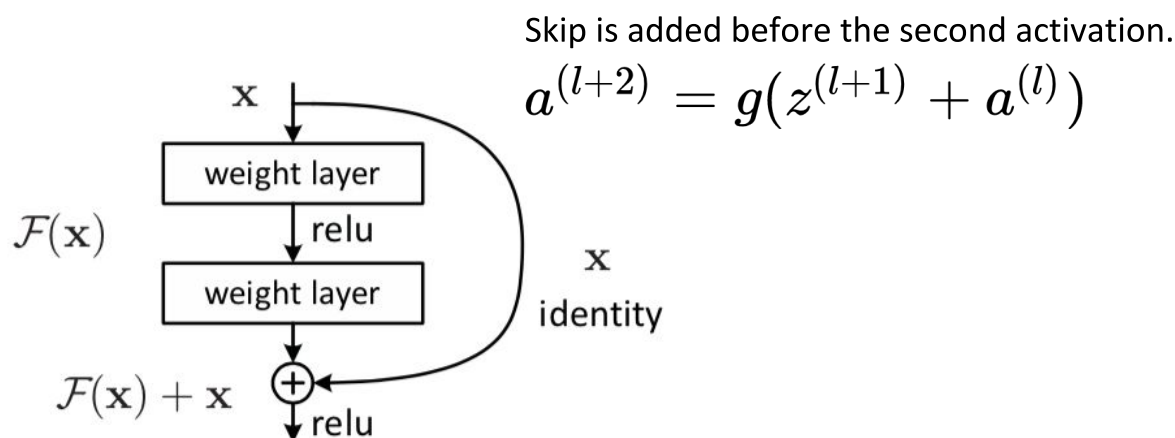 Skip is added before the second activation.
a^(l+2) = g(z^(l+1) + a^(l))
x
weight layer
relu
F(x)
weight layer
x
identity
F(x) + x
+
relu